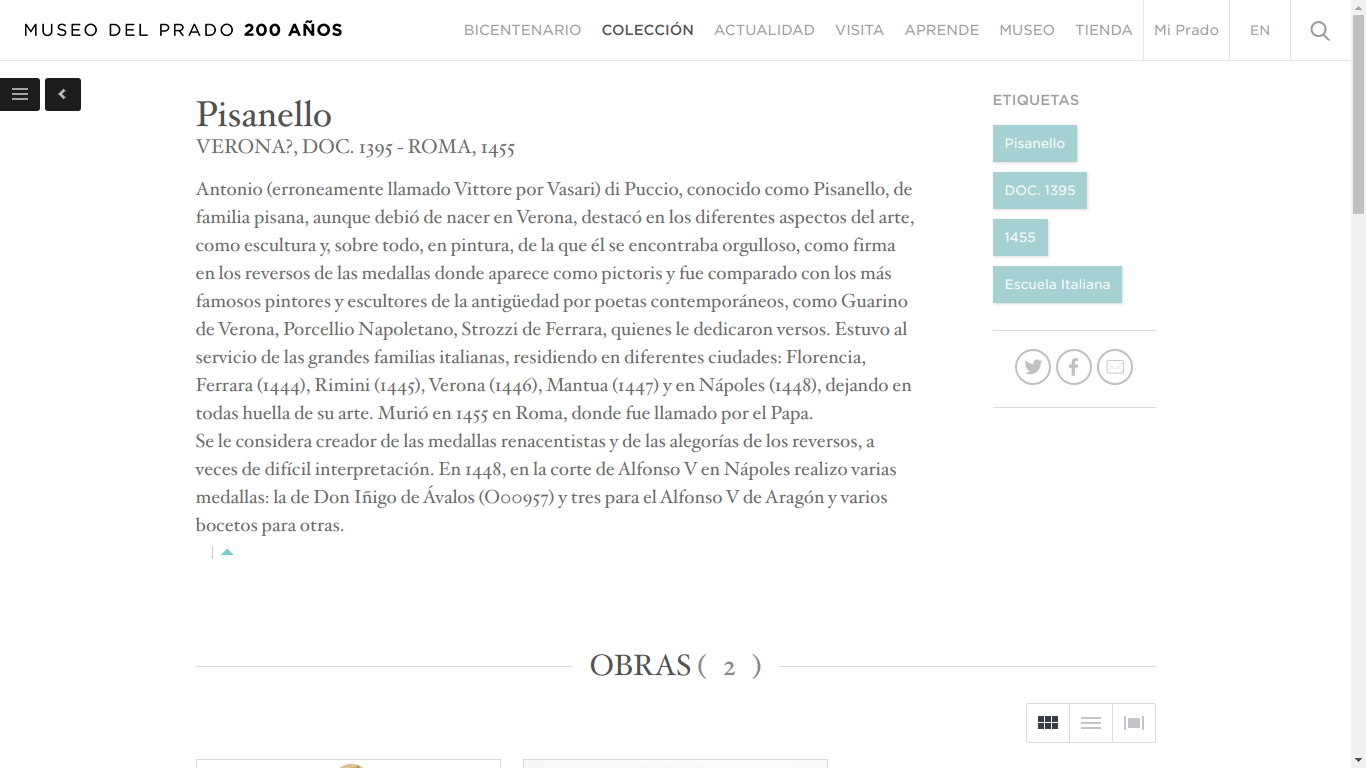 MUSEO DEL PRADO 200 AÑOS
BICENTENARIO COLECCIÓN ACTUALIDAD VISITA APRENDE MUSEO TIENDA Mi Prado EN
Pisanello
VERONA?, DOC. 1395 - ROMA, 1455
Antonio (erroneamente llamado Vittore por Vasari) di Puccio, conocido como Pisanello, de
familia pisana, aunque debió de nacer en Verona, destacó en los diferentes aspectos del arte,
como escultura y, sobre todo, en pintura, de la que él se encontraba orgulloso, como firma
en los reversos de las medallas donde aparece como pictoris y fue comparado con los más
famosos pintores y escultores de la antigüedad por poetas contemporáneos, como Guarino
de Verona, Porcellio Napoletano, Strozzi de Ferrara, quienes le dedicaron versos. Estuvo al
servicio de las grandes familias italianas, residiendo en diferentes ciudades: Florencia,
Ferrara (1444), Rimini (1445), Verona (1446), Mantua (1447) y en Nápoles (1448), dejando en
todas huella de su arte. Murió en 1455 en Roma, donde fue llamado por el Papa.
Se le considera creador de las medallas renacentistas y de las alegorías de los reversos, a
veces de difícil interpretación. En 1448, en la corte de Alfonso V en Nápoles realizo varias
medallas: la de Don Iñigo de Ávalos (O00957) y tres para el Alfonso V de Aragón y varios
bocetos para otras.
ETIQUETAS
Pisanello
DOC. 1395
1455
Escuela Italiana
OBRAS ( 2 )